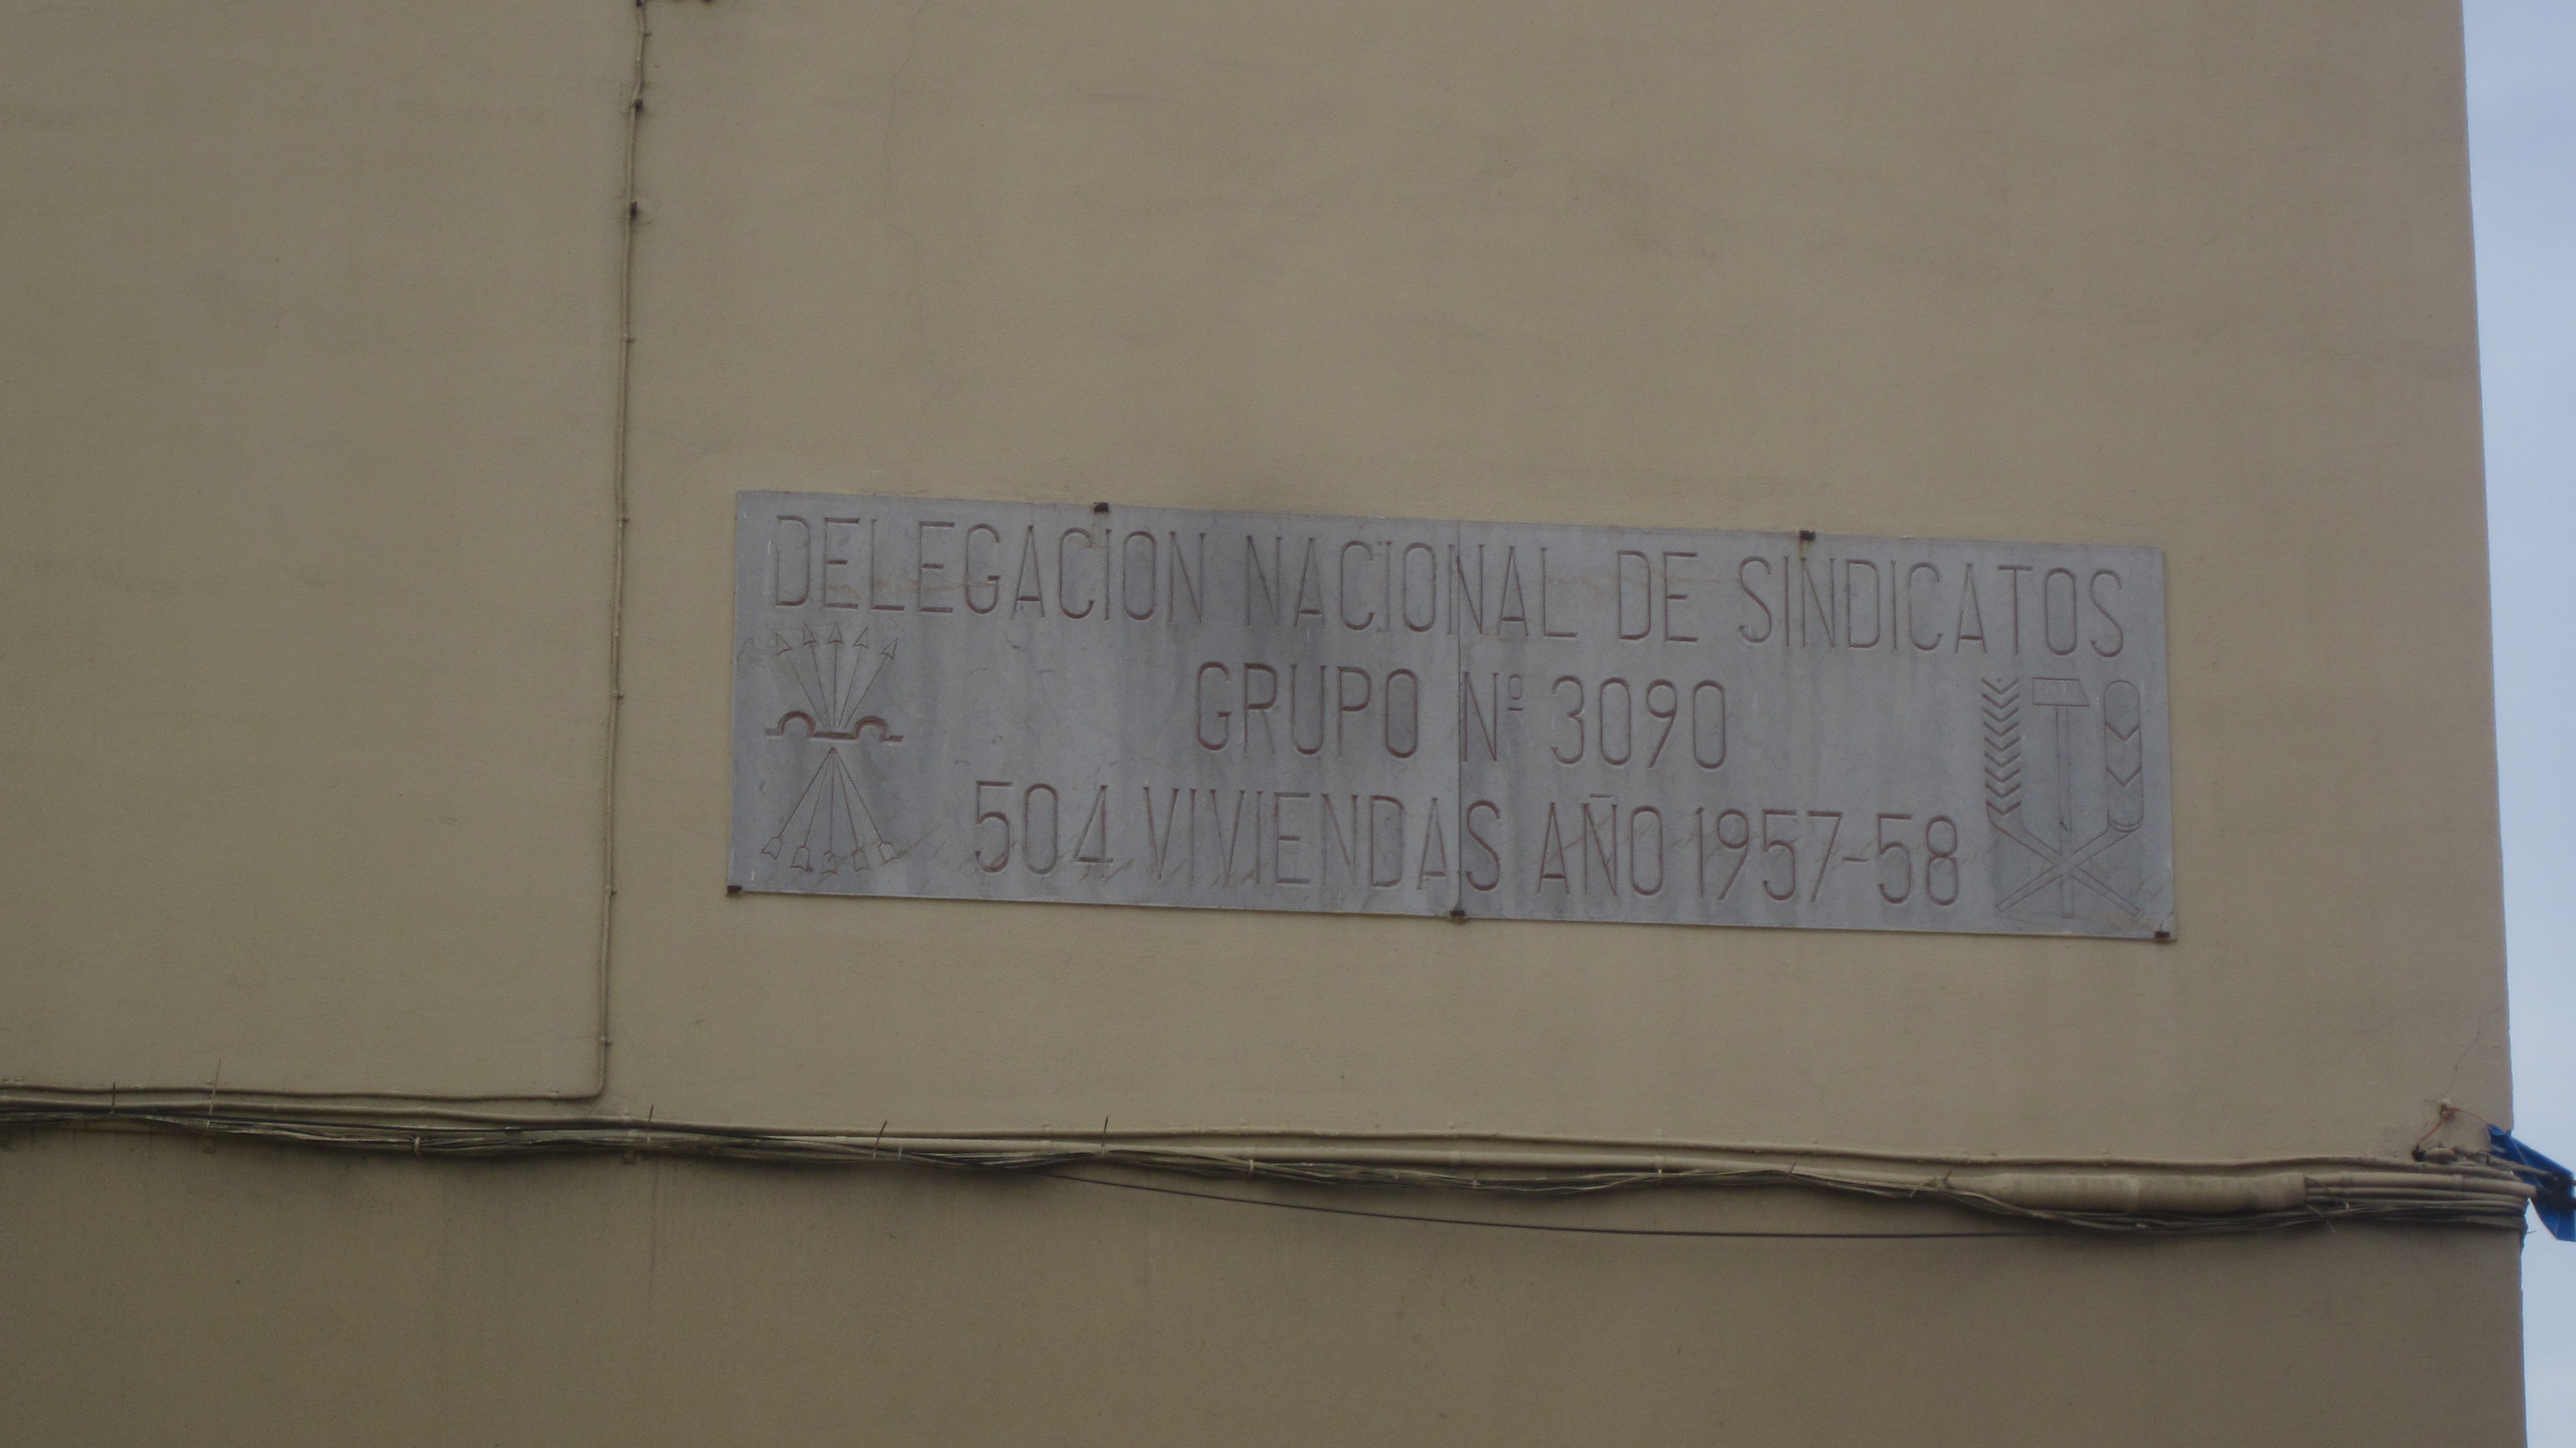 DELEGACION NACIONAL DE SINDICATOS
GRUPO Nº 3090
504 VIVIENDAS AÑO 1957-58